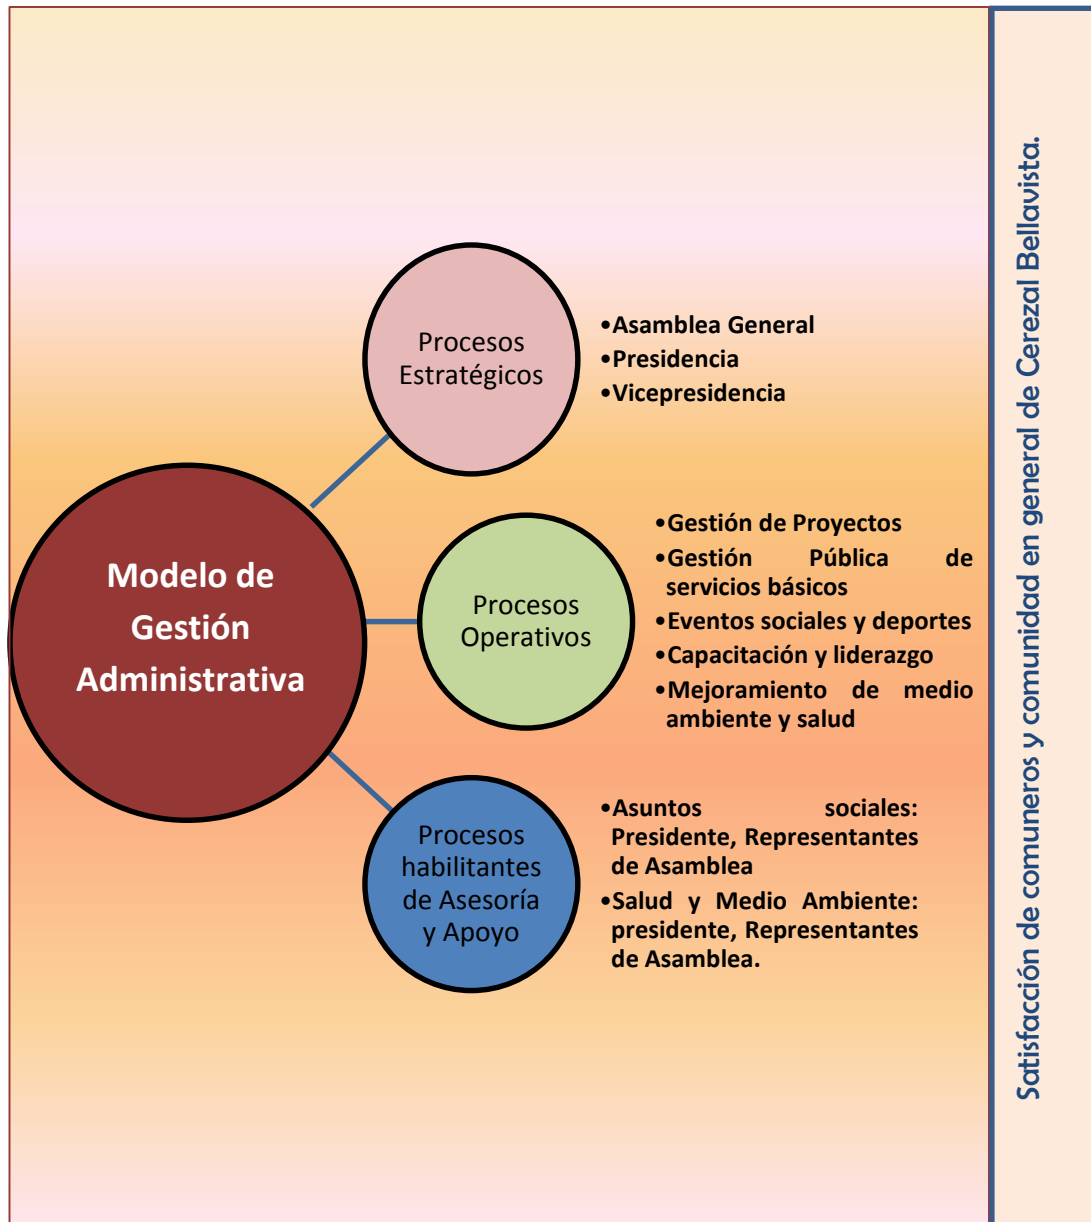 Modelo de
Gestión
Administrativa
Procesos
Estratégicos
•Asamblea General
•Presidencia
•Vicepresidencia
Procesos
Operativos
•Gestión de Proyectos
•Gestión Pública de
servicios básicos
•Eventos sociales y deportes
•Capacitación y liderazgo
•Mejoramiento de medio
ambiente y salud
Procesos
habilitantes
de Asesoría
y Apoyo
•Asuntos sociales:
Presidente, Representantes
de Asamblea
•Salud y Medio Ambiente:
presidente, Representantes
de Asamblea.
Satisfacción de comuneros y comunidad en general de Cerezal Bellavista.